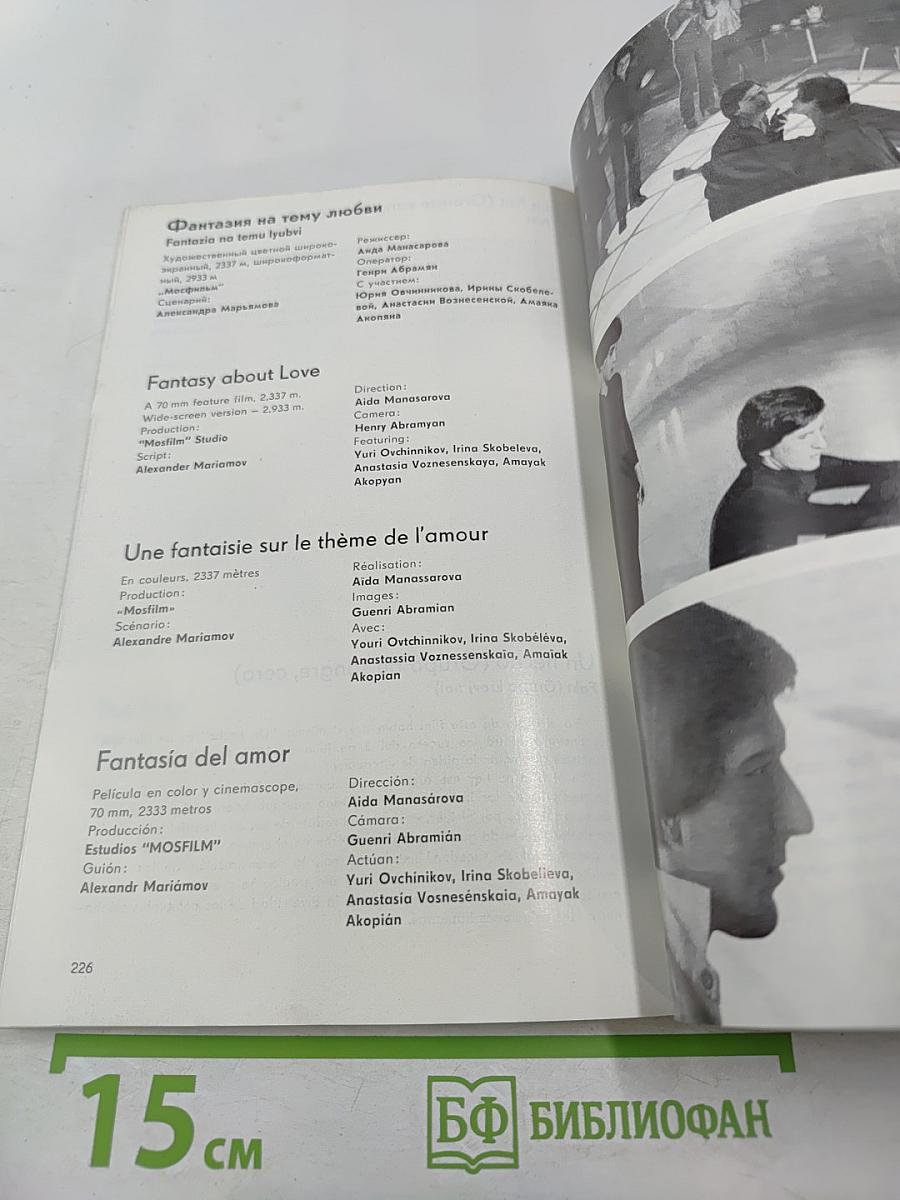 Фантазия на тему любви
Fantazia na temu lyubvi
Художественный цветной широко-
экранный, 2337 м, широкоформат-
ный, 2933 м
„Мосфильм“
Сценарий:
Александра Марьямова
Режиссер:
Аида Манасарова
Оператор:
Генри Абрамян
С участием:
Юрия Овчинникова, Ирины Скобеле-
вой, Анастасии Вознесенской, Амаяка
Акопяна
Fantasy about Love
A 70 mm feature film, 2,337 m.
Wide-screen version – 2,933 m.
Production:
"Mosfilm" Studio
Script:
Alexander Mariamov
Direction:
Aida Manasarova
Camera:
Henry Abramyan
Featuring:
Yuri Ovchinnikov, Irina Skobeleva,
Anastasia Voznesenskaya, Amayak
Akopyan
Une fantaisie sur le thème de l'amour
En couleurs. 2337 mètres
Production:
«Mosfilm»
Scénario:
Alexandre Mariamov
Réalisation:
Aïda Manassarova
Images:
Guenri Abramian
Avec:
Youri Ovtchinnikov, Irina Skobéléva,
Anastassia Voznessenskaïa, Amaïak
Akopian
Fantasía del amor
Película en color y cinemascope,
70 mm, 2333 metros
Producción:
Estudios "MOSFILM"
Guión:
Alexandr Mariámov
Dirección:
Aida Manasárova
Cámara:
Guenri Abramián
Actúan:
Yuri Ovchinikov, Irina Skobelieva,
Anastasia Vosnesénskaia, Amayak
Akopián
226
15 см
БФ БИБЛИОФАН